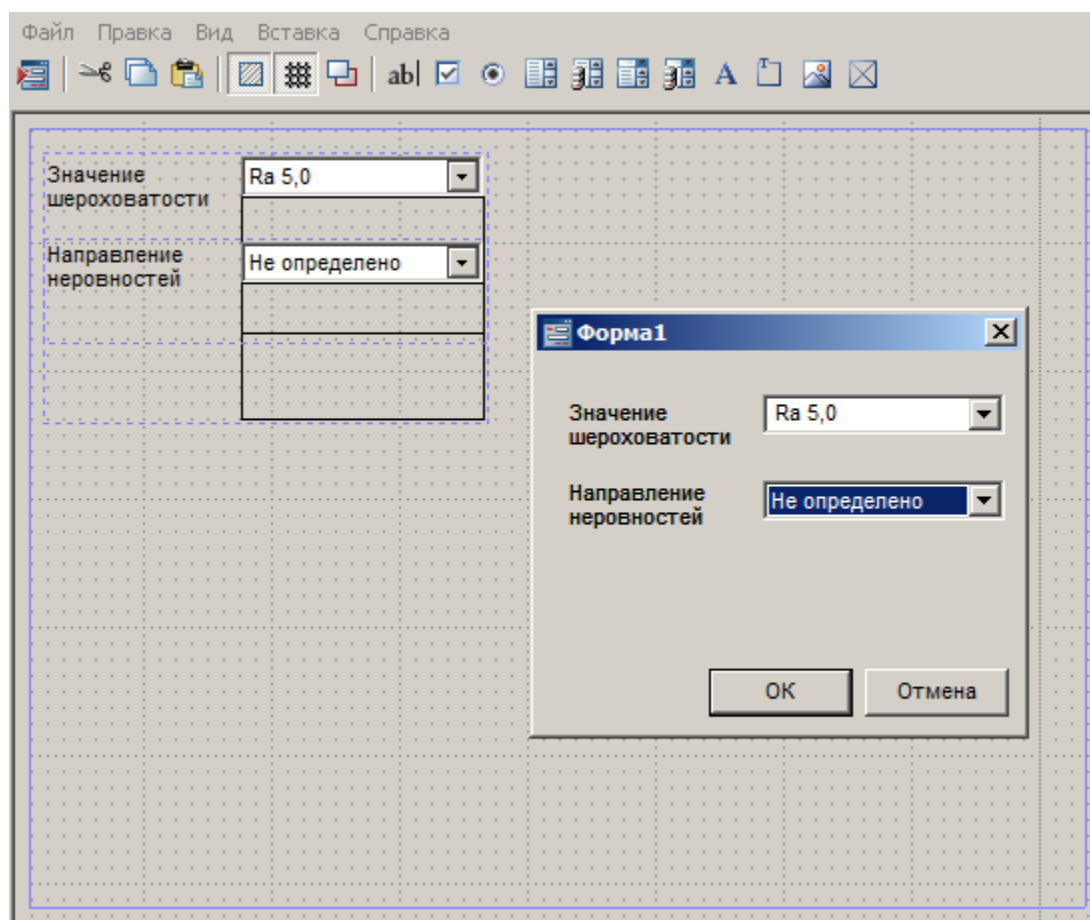 Файл Правка Вид Вставка Справка
ab|
A
T
Значение
шероховатости
Ra 5,0
Направление
неровностей
Не определено
Форма1
Значение
шероховатости
Ra 5,0
Направление
неровностей
Не определено
ОК
Отмена